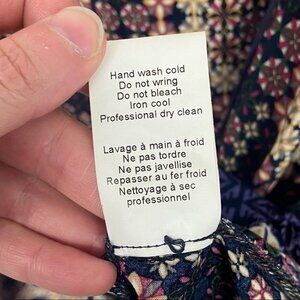 Hand wash cold
Do not wring
Do not bleach
Iron cool
Professional dry clean
Lavage à main à froid
Ne pas tordre
Ne pas javellise
Repasser au fer froid
Nettoyage à sec
professionnel